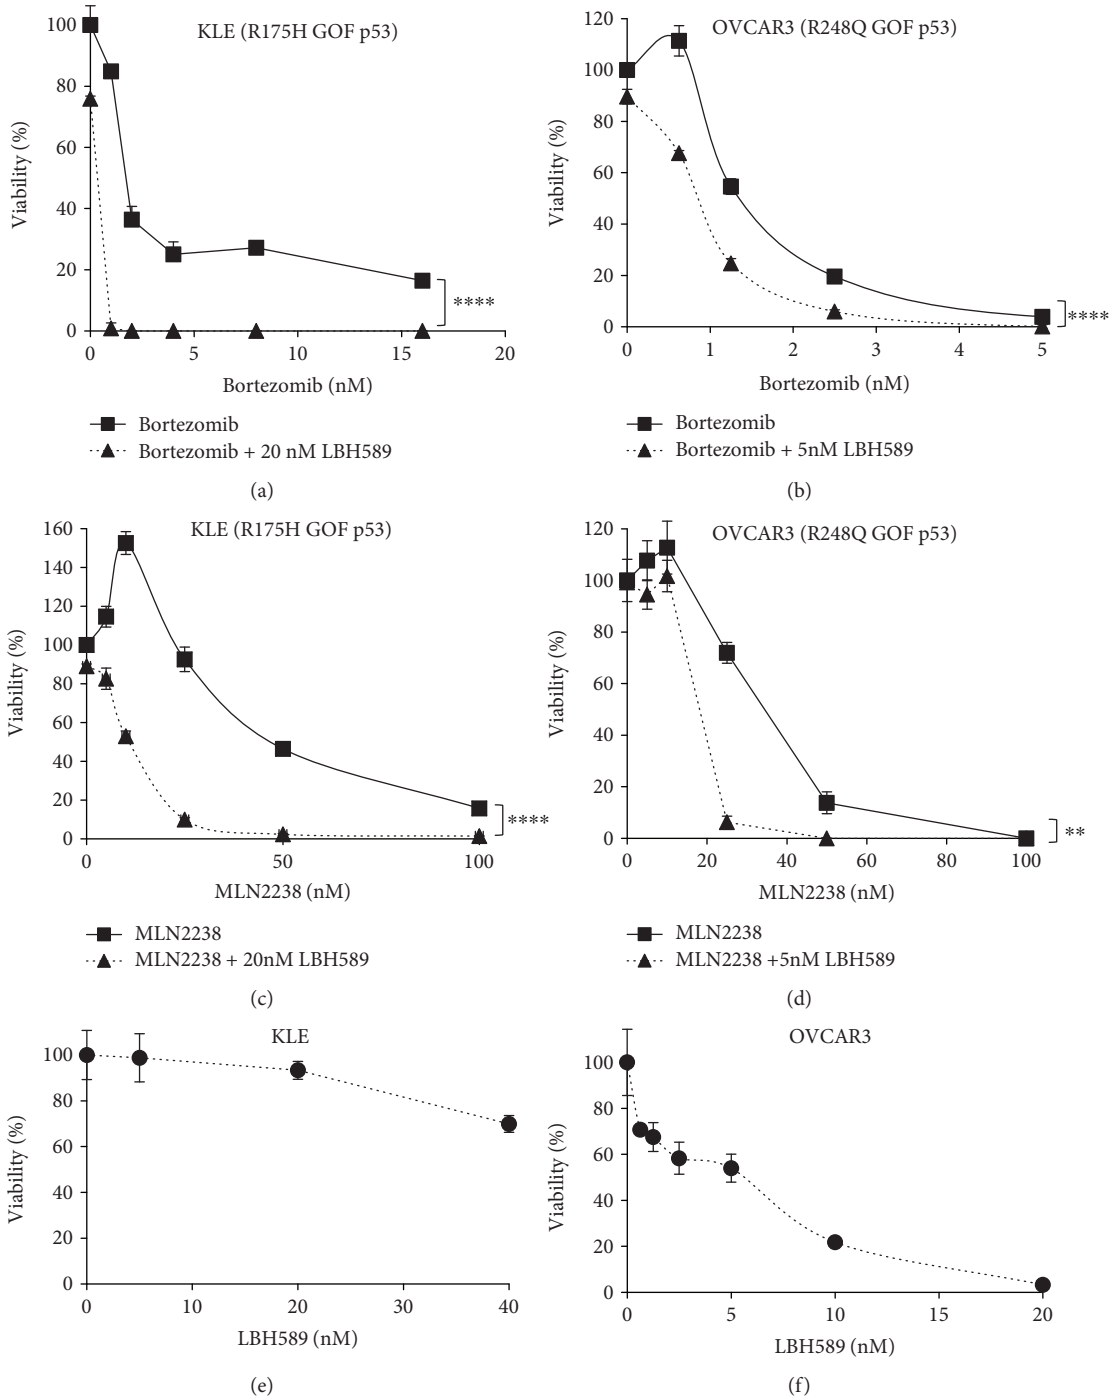 KLE (R175H GOF p53)
Viability (%)
100
80
60
40
20
0
0 5 10 15 20
****
Bortezomib (nM)
Bortezomib
Bortezomib + 20 nM LBH589
(a)
OVCAR3 (R248Q GOF p53)
Viability (%)
120
100
80
60
40
20
0
0 1 2 3 4 5
****
Bortezomib (nM)
Bortezomib
Bortezomib + 5nM LBH589
(b)
KLE (R175H GOF p53)
Viability (%)
160
140
120
100
80
60
40
20
0
0 50 100
****
MLN2238 (nM)
MLN2238
MLN2238 + 20nM LBH589
(c)
OVCAR3 (R248Q GOF p53)
Viability (%)
120
100
80
60
40
20
0
0 20 40 60 80 100
**
MLN2238 (nM)
MLN2238
MLN2238 +5nM LBH589
(d)
KLE
Viability (%)
100
80
60
40
20
0
0 10 20 30 40
LBH589 (nM)
(e)
OVCAR3
Viability (%)
100
80
60
40
20
0
0 5 10 15 20
LBH589 (nM)
(f)